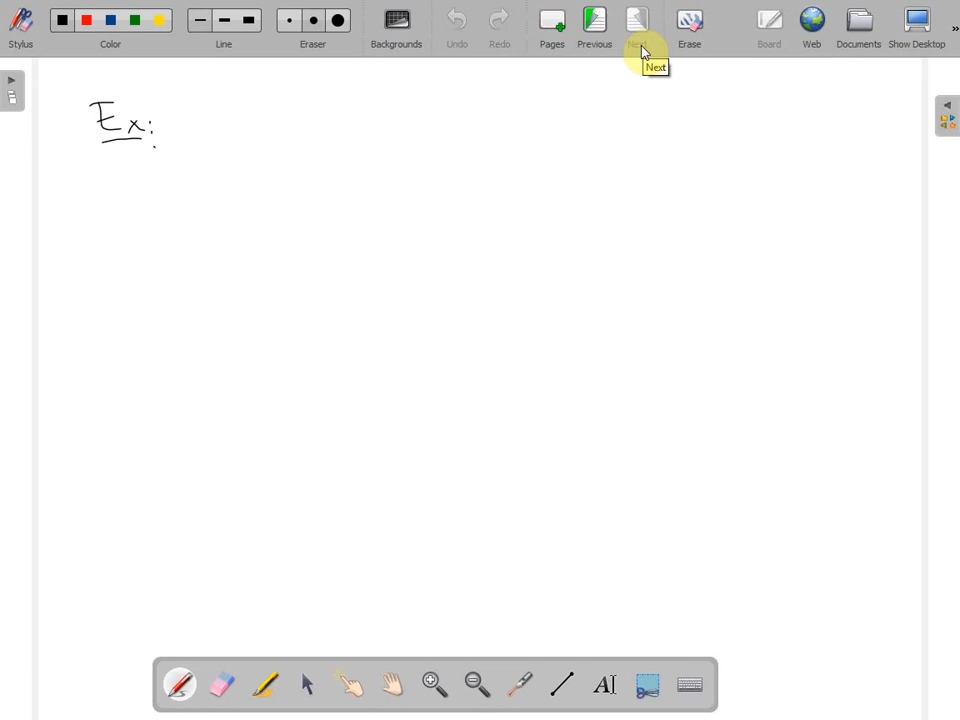 Stylus Color Line Eraser Backgrounds Undo Redo Pages Previous Next Erase Board Web Documents Show Desktop »
Next
Ex: